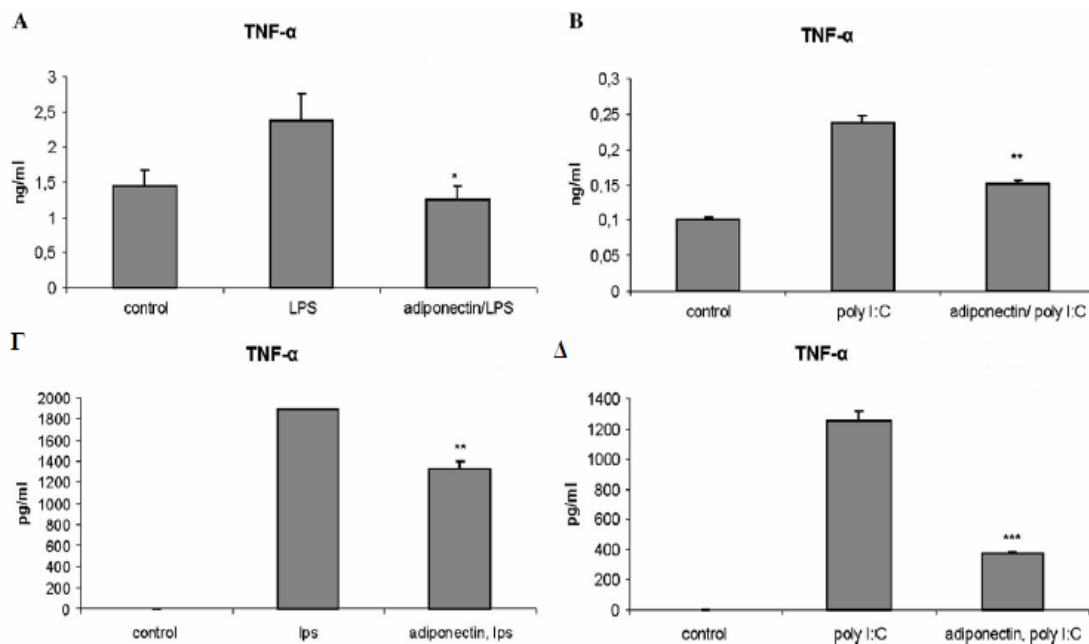 A
TNF-α
ng/ml
3
2,5
2
1,5
1
0,5
0
*
control
LPS
adiponectin/LPS
B
TNF-α
ng/ml
0,3
0,25
0,2
0,15
0,1
0,05
0
**
control
poly I:C
adiponectin/ poly I:C
Γ
TNF-α
pg/ml
2000
1800
1600
1400
1200
1000
800
600
400
200
0
**
control
lps
adiponectin, lps
Δ
TNF-α
pg/ml
1400
1200
1000
800
600
400
200
0
***
control
poly I:C
adiponectin, poly I:C